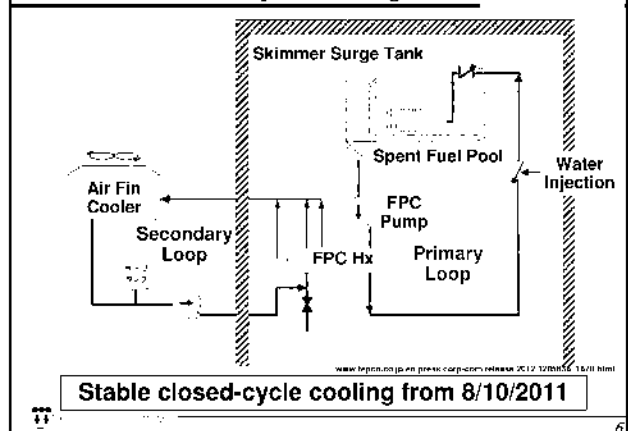 Skimmer Surge Tank
Spent Fuel Pool
Water
Injection
Air Fin
Cooler
FPC
Pump
Secondary
Loop
FPC Hx
Primary
Loop
Stable closed-cycle cooling from 8/10/2011
6